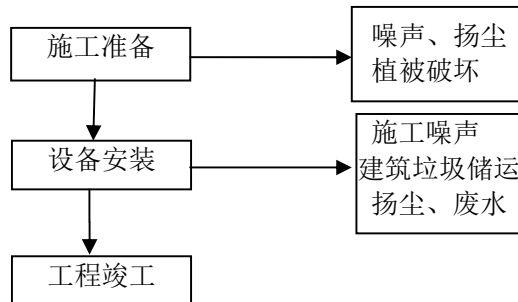 施工准备
噪声、扬尘
植被破坏
设备安装
施工噪声
建筑垃圾储运
扬尘、废水
工程竣工